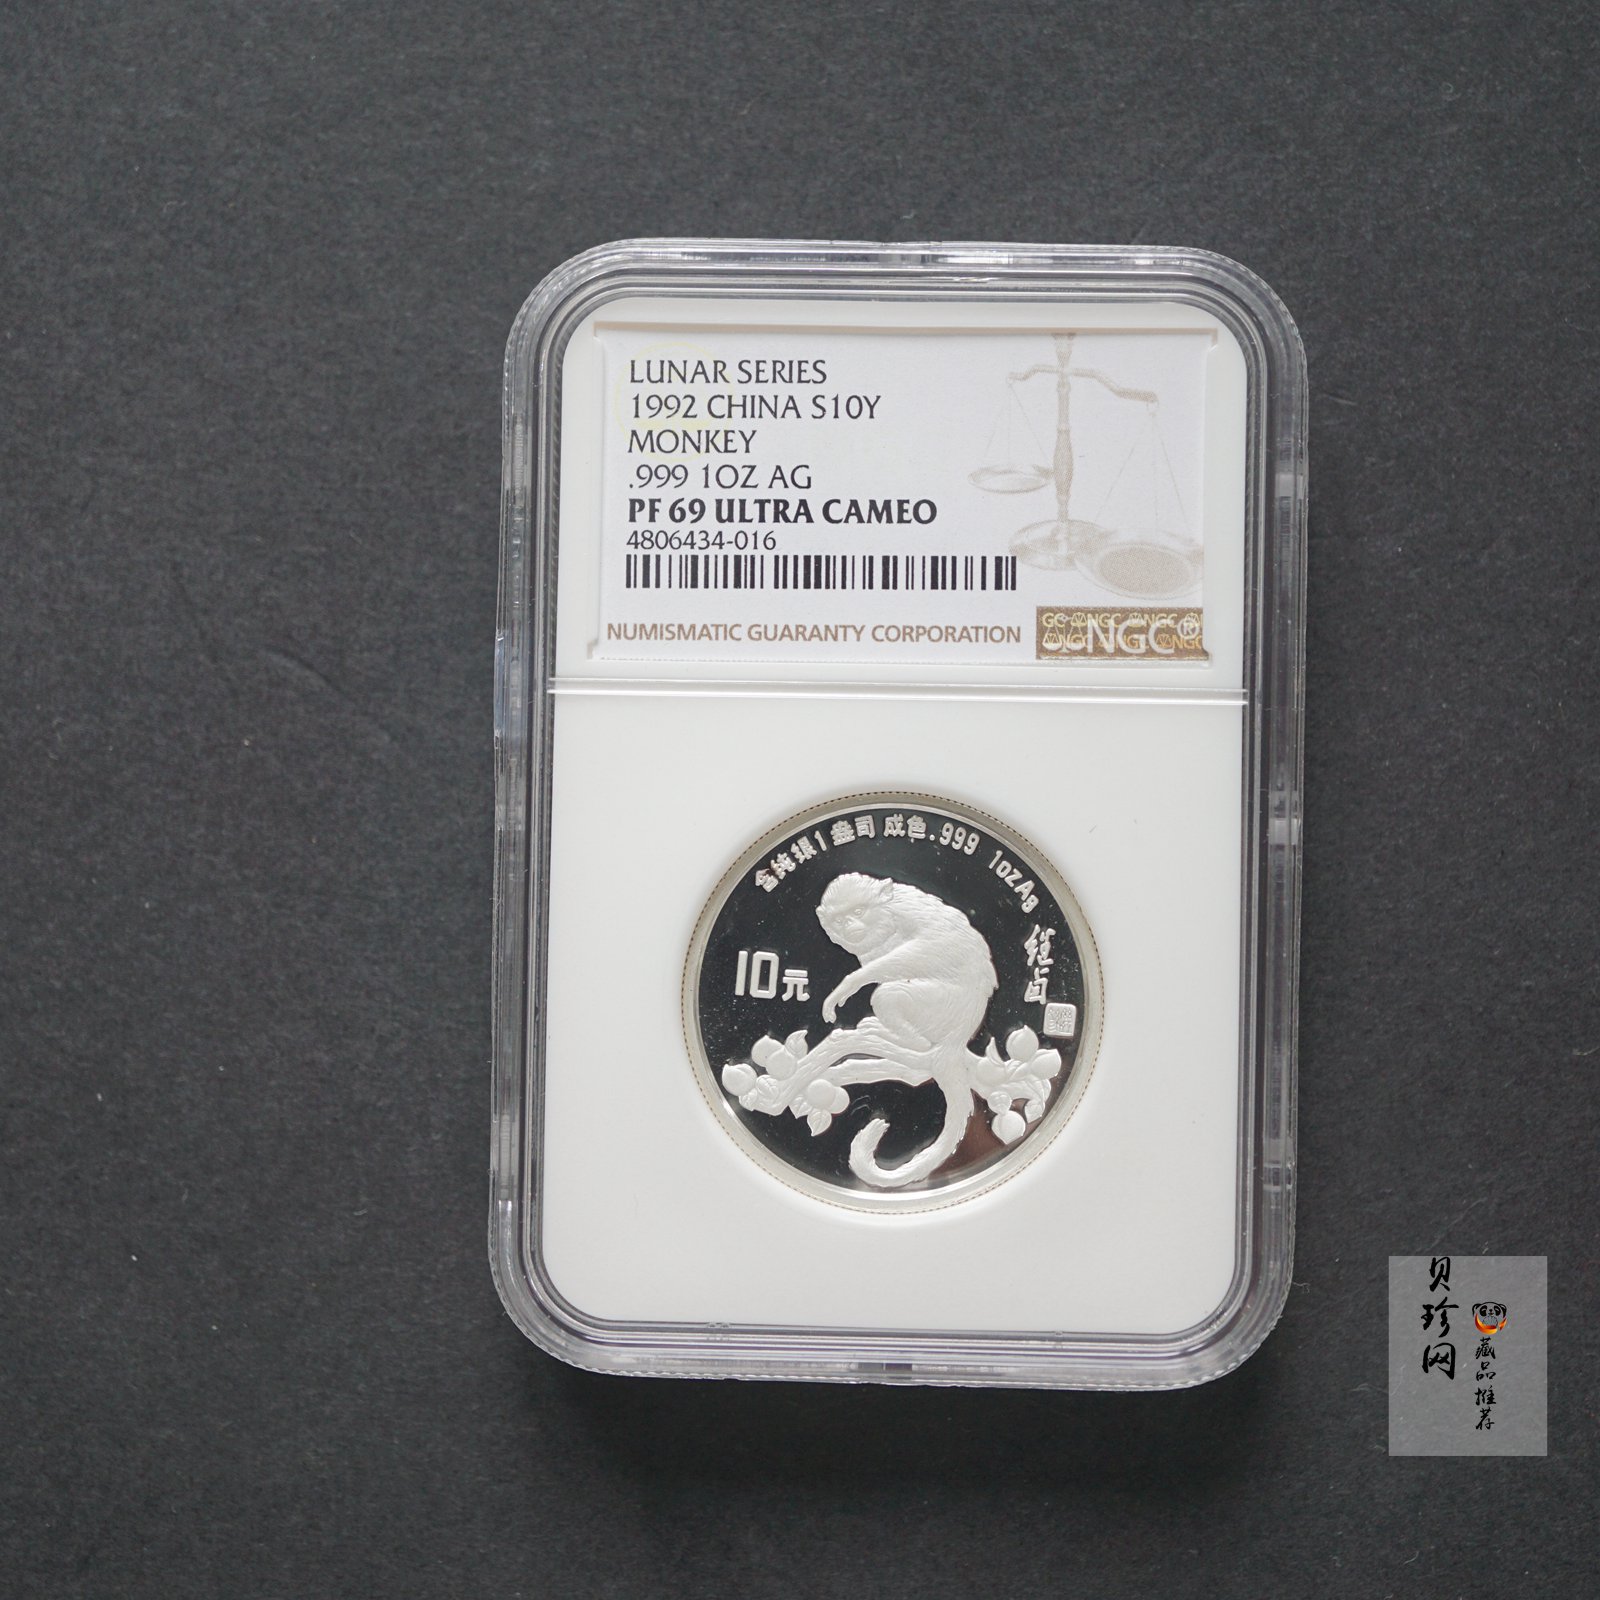 LUNAR SERIES
1992 CHINA S10Y
MONKEY
.999 1OZ AG
PF 69 ULTRA CAMEO
4806434-016
NUMISMATIC GUARANTY CORPORATION
NGC®
含纯银1盎司 成色.999 1ozAg
10元
贝珍网
藏品推荐